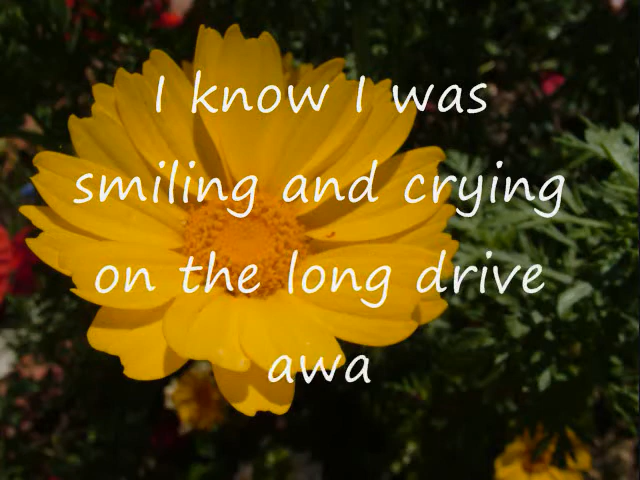 I know I was
smiling and crying
on the long drive
awa